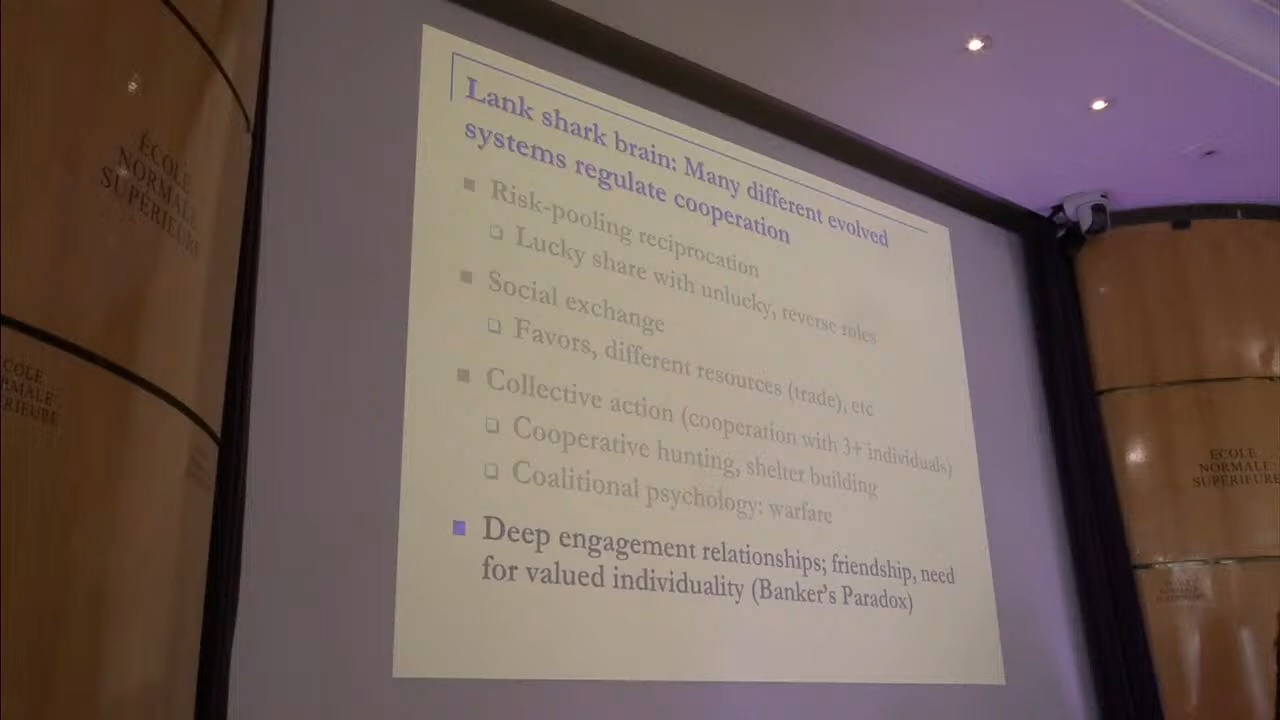 ECOLE
NORMALE
SUPERIEURE
Lank shark brain: Many different evolved
systems regulate cooperation
Risk-pooling reciprocation
Lucky share with unlucky, reverse roles
Social exchange
Favors, different resources (trade), etc
Collective action (cooperation with 3+ individuals)
Cooperative hunting, shelter building
Coalitional psychology: warfare
Deep engagement relationships; friendship, need
for valued individuality (Banker's Paradox)
ECOLE
NORMALE
SUPERIEURE